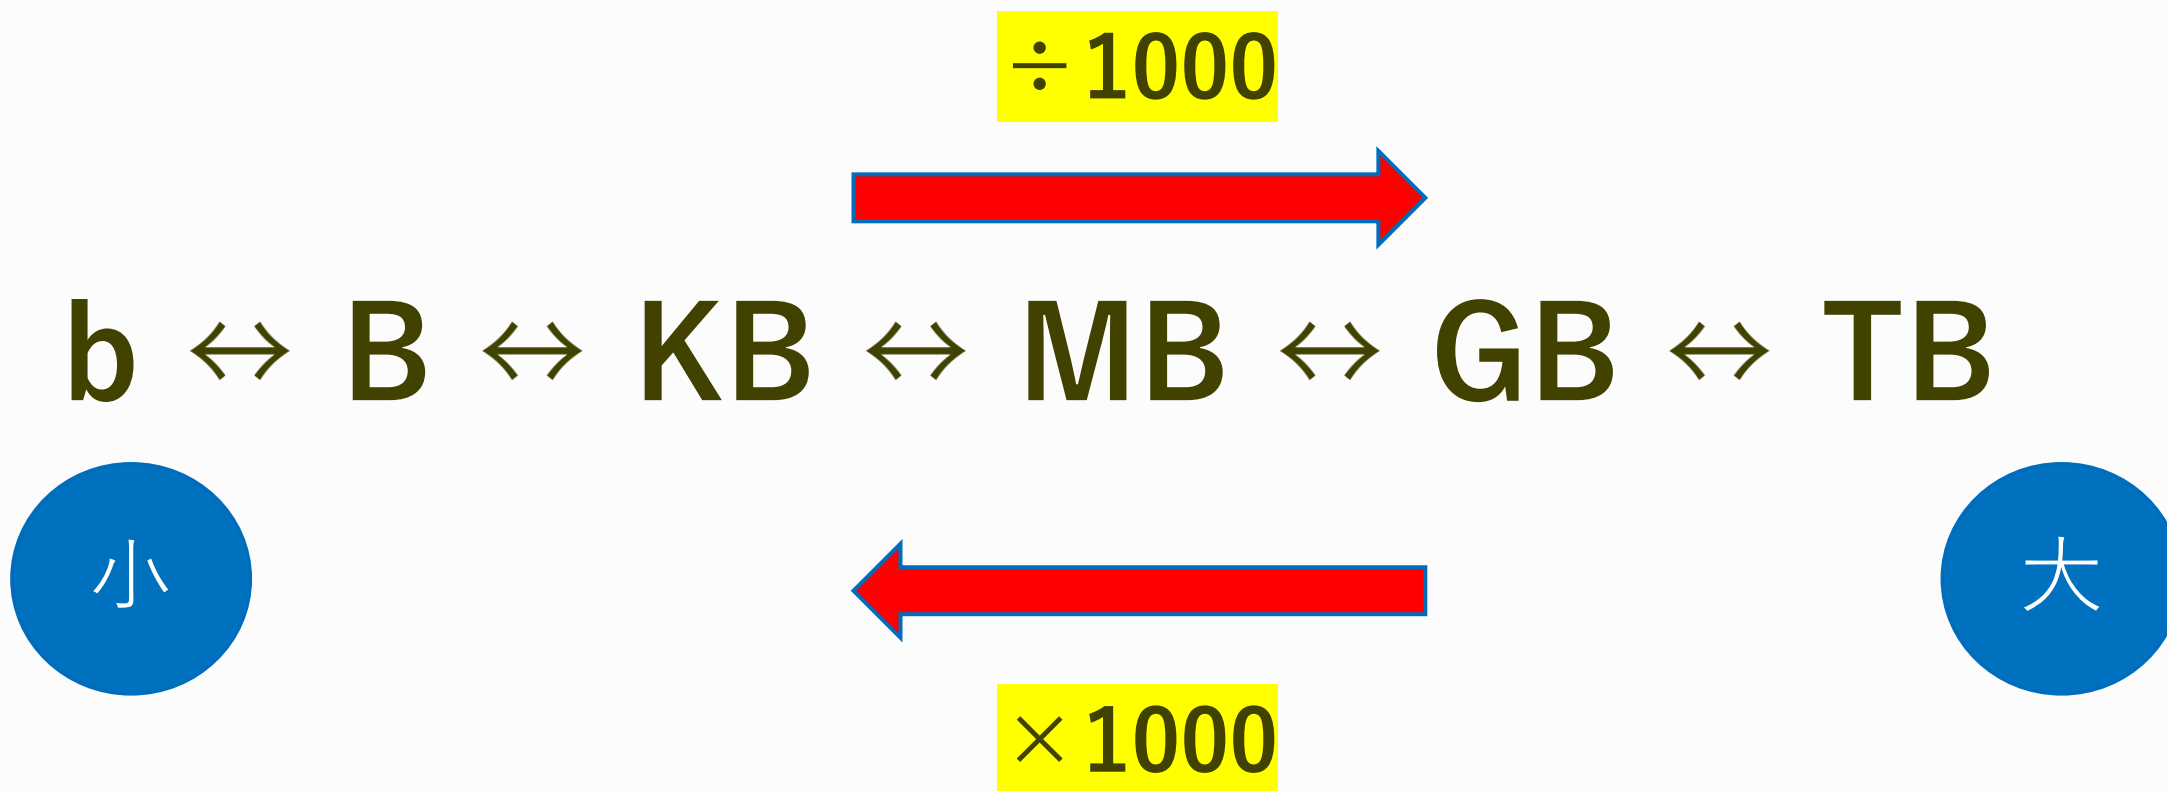 ÷1000
b ⇔ B ⇔ KB ⇔ MB ⇔ GB ⇔ TB
小
大
×1000